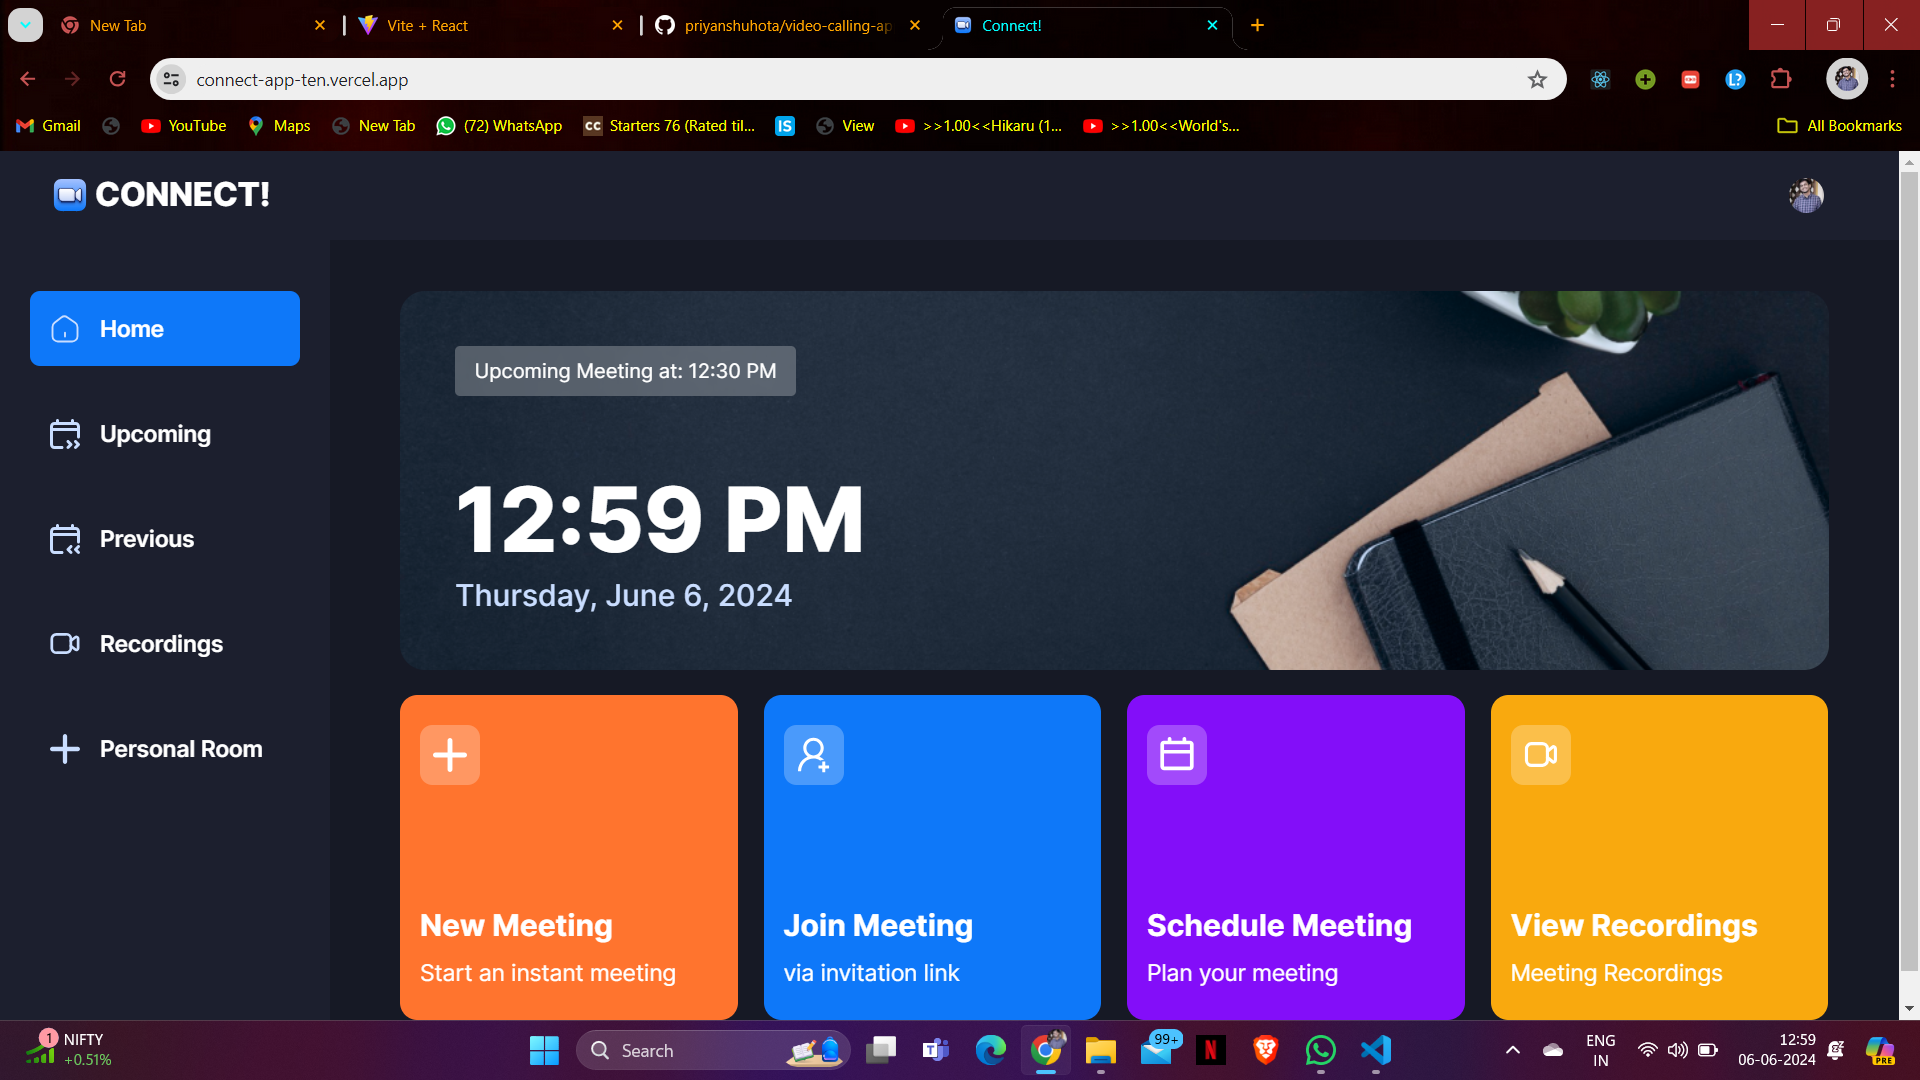 New Tab
Vite + React
priyanshuhota/video-calling-ap
Connect!
connect-app-ten.vercel.app
Gmail
YouTube
Maps
New Tab
(72) WhatsApp
CC
Starters 76 (Rated til...
IS
View
>>1.00<<Hikaru (1...
>>1.00<<World's...
All Bookmarks
CONNECT!
Home
Upcoming
Previous
Recordings
Personal Room
Upcoming Meeting at: 12:30 PM
12:59 PM
Thursday, June 6, 2024
New Meeting
Start an instant meeting
Join Meeting
via invitation link
Schedule Meeting
Plan your meeting
View Recordings
Meeting Recordings
1
NIFTY
+0.51%
Search
99+
N
ENG
IN
12:59
06-06-2024
PRE